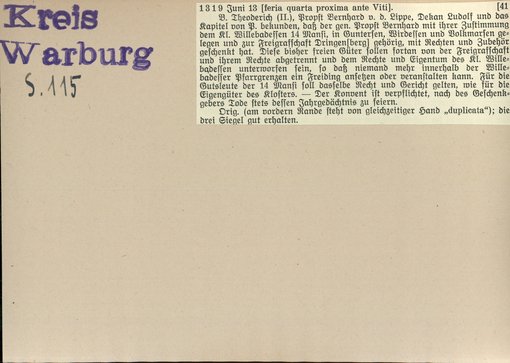 Kreis
Warburg
S. 115
1319 Juni 13 [feria quarta proxima ante Viti]. [41
B. Theoderich (II.), Propst Bernhard v. d. Lippe, Dekan Ludolf und das
Kapitel von P. bekunden, daß der gen. Propst Bernhard mit ihrer Zustimmung
dem Kl. Willebadessen 14 Mansi, in Guntersen, Wirdessen und Volkmarsen ge-
legen und zur Freigrafschaft Dringen[berg] gehörig, mit Rechten und Zubehör
geschenkt hat. Diese bisher freien Güter sollen fortan von der Freigrafschaft
und ihrem Rechte abgetrennt und dem Rechte und Eigentum des Kl. Wille-
badessen unterworfen sein, so daß niemand mehr innerhalb der Wille-
badesser Pfarrgrenzen ein Freiding ansetzen oder veranstalten kann. Für die
Gutsleute der 14 Mansi soll dasselbe Recht und Gericht gelten, wie für die
Eigengüter des Klosters. — Der Konvent ist verpflichtet, nach des Geschenk-
gebers Tode stets dessen Jahrgedächtnis zu feiern.
Orig. (am vordern Rande steht von gleichzeitiger Hand „duplicata“); die
drei Siegel gut erhalten.